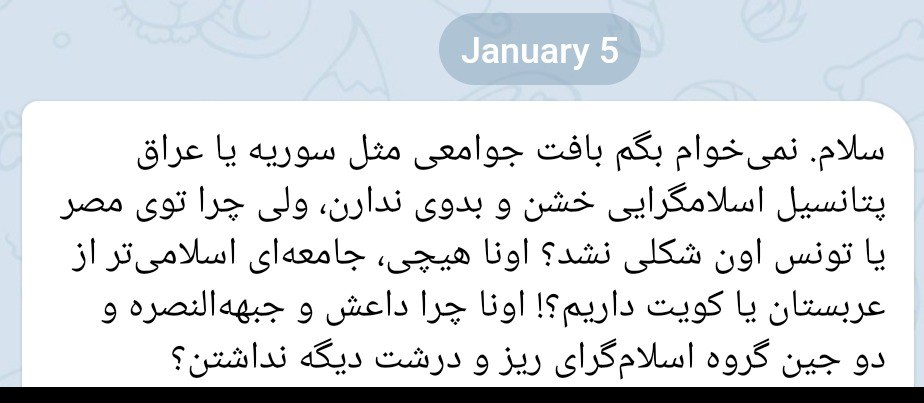 January 5
سلام. نمی‌خوام بگم بافت جوامعی مثل سوریه یا عراق
پتانسیل اسلامگرایی خشن و بدوی ندارن، ولی چرا توی مصر
یا تونس اون شکلی نشد؟ اونا هیچی، جامعه‌ای اسلامی‌تر از
عربستان یا کویت داریم؟! اونا چرا داعش و جبهه‌النصره و
دو جین گروه اسلام‌گرای ریز و درشت دیگه نداشتن؟